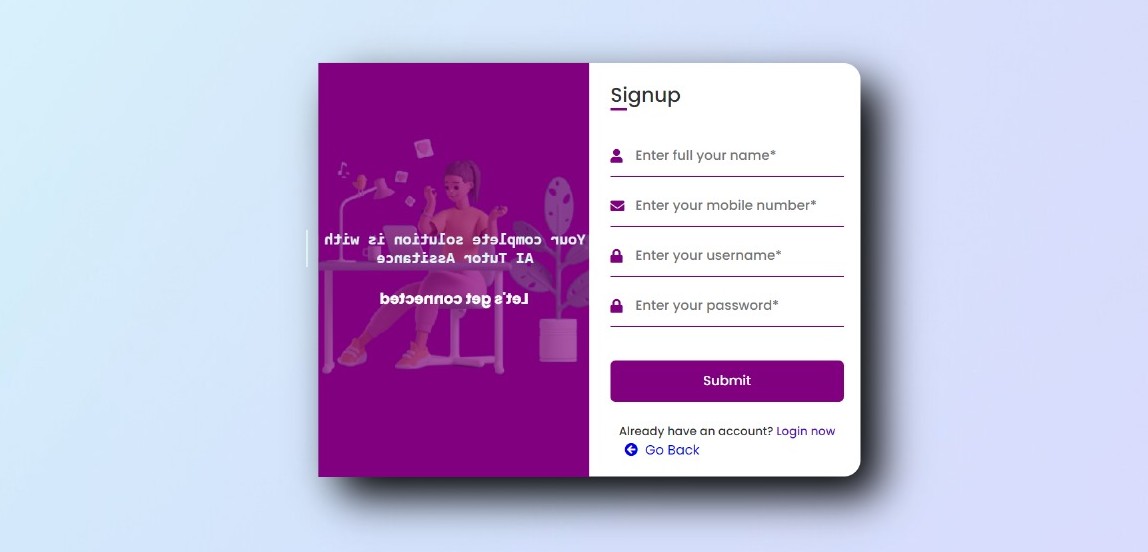 Your complete solution is with
AI Tutor Assitance
Let's get connected
Signup
Enter full your name*
Enter your mobile number*
Enter your username*
Enter your password*
Submit
Already have an account? Login now
Go Back